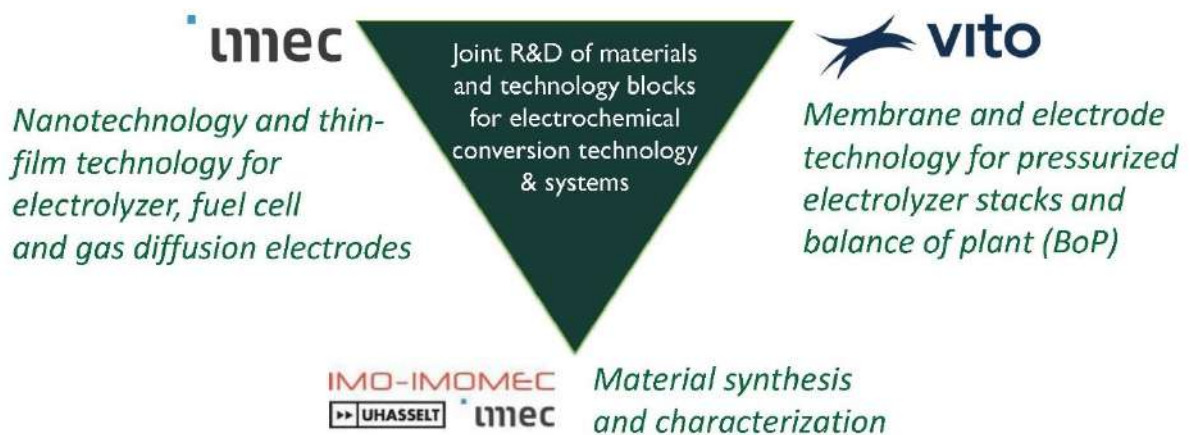 imec
Nanotechnology and thin-
film technology for
electrolyzer, fuel cell
and gas diffusion electrodes
Joint R&D of materials
and technology blocks
for electrochemical
conversion technology
& systems
vito
Membrane and electrode
technology for pressurized
electrolyzer stacks and
balance of plant (BoP)
IMO-IMOMEC
UHASSELT imec
Material synthesis
and characterization